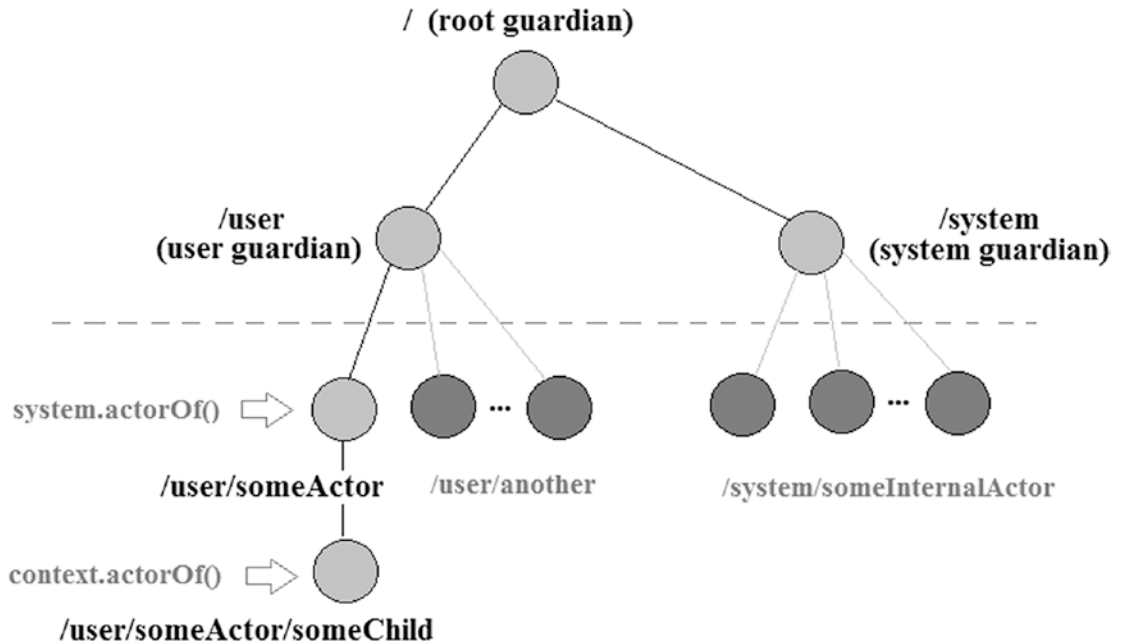 / (root guardian)
/user
(user guardian)
/system
(system guardian)
system.actorOf()
...
...
/user/someActor
/user/another
/system/someInternalActor
context.actorOf()
/user/someActor/someChild